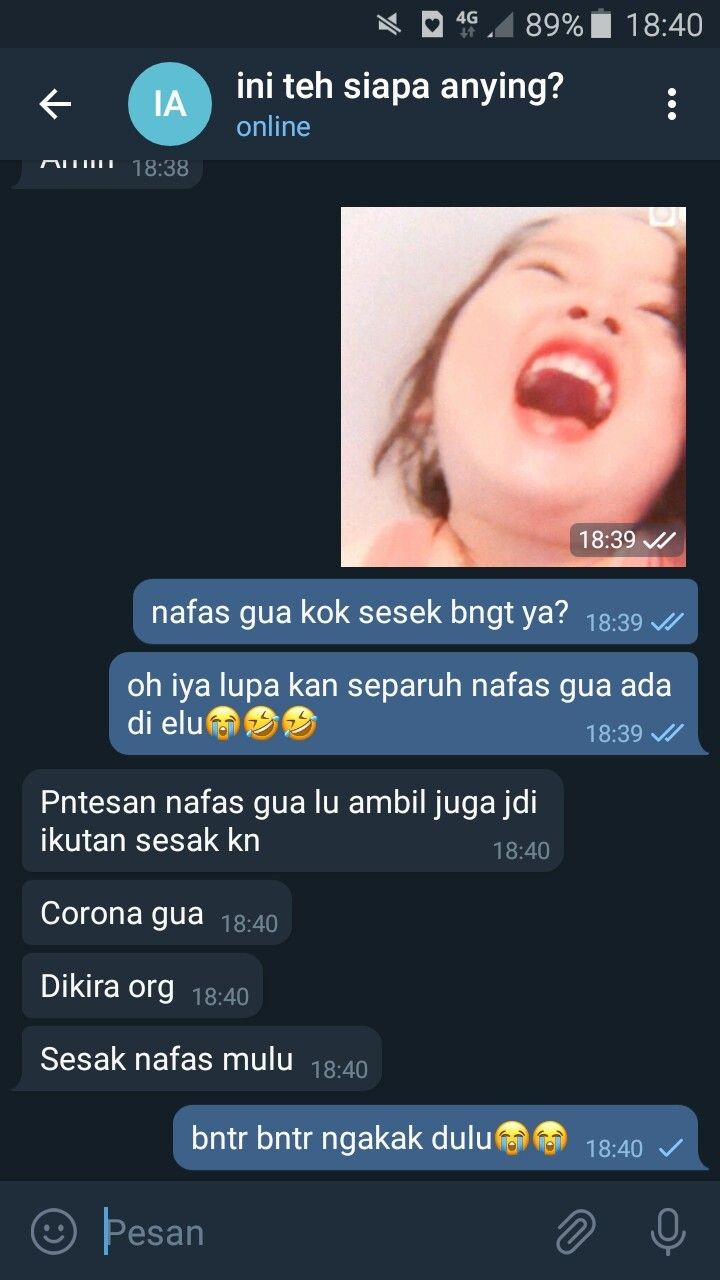 4G 89% 18:40
IA ini teh siapa anying?
online
Amin 18:38
18:39
nafas gua kok sesek bngt ya? 18:39
oh iya lupa kan separuh nafas gua ada
di elu😭🤣🤣 18:39
Pntesan nafas gua lu ambil juga jdi
ikutan sesak kn 18:40
Corona gua 18:40
Dikira org 18:40
Sesak nafas mulu 18:40
bntr bntr ngakak dulu😭😭 18:40
Pesan